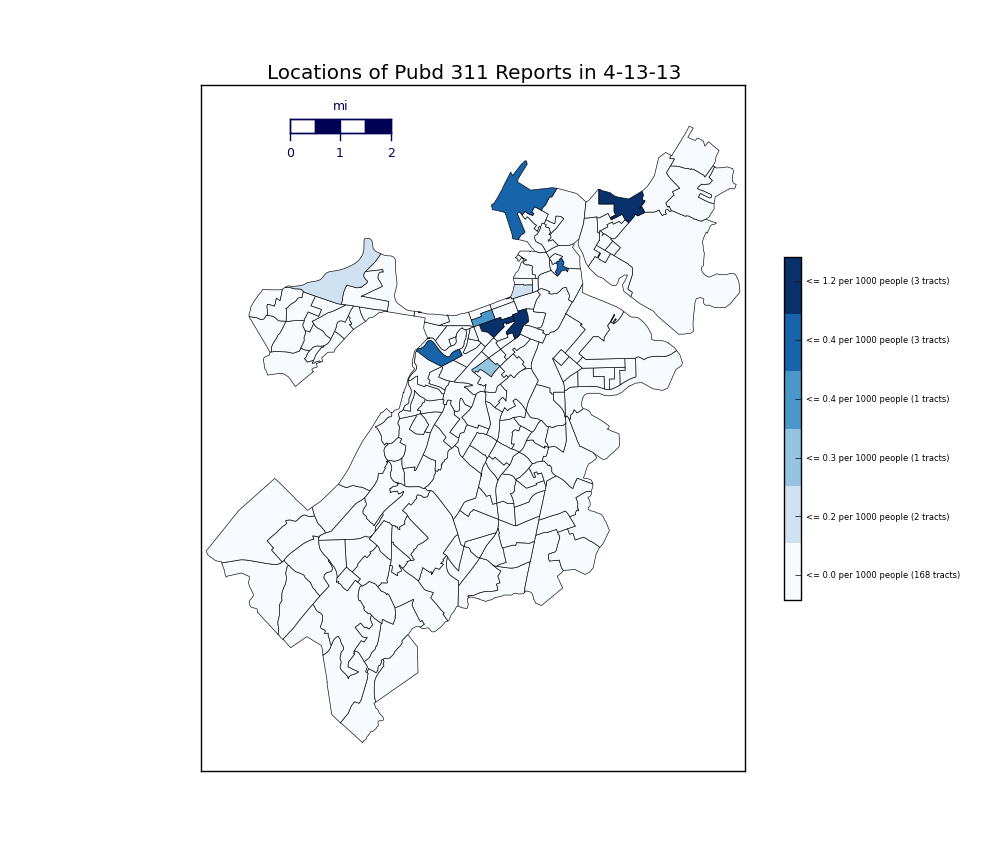 Locations of Pubd 311 Reports in 4-13-13
mi
0 1 2
<= 1.2 per 1000 people (3 tracts)
<= 0.4 per 1000 people (3 tracts)
<= 0.4 per 1000 people (1 tracts)
<= 0.3 per 1000 people (1 tracts)
<= 0.2 per 1000 people (2 tracts)
<= 0.0 per 1000 people (168 tracts)